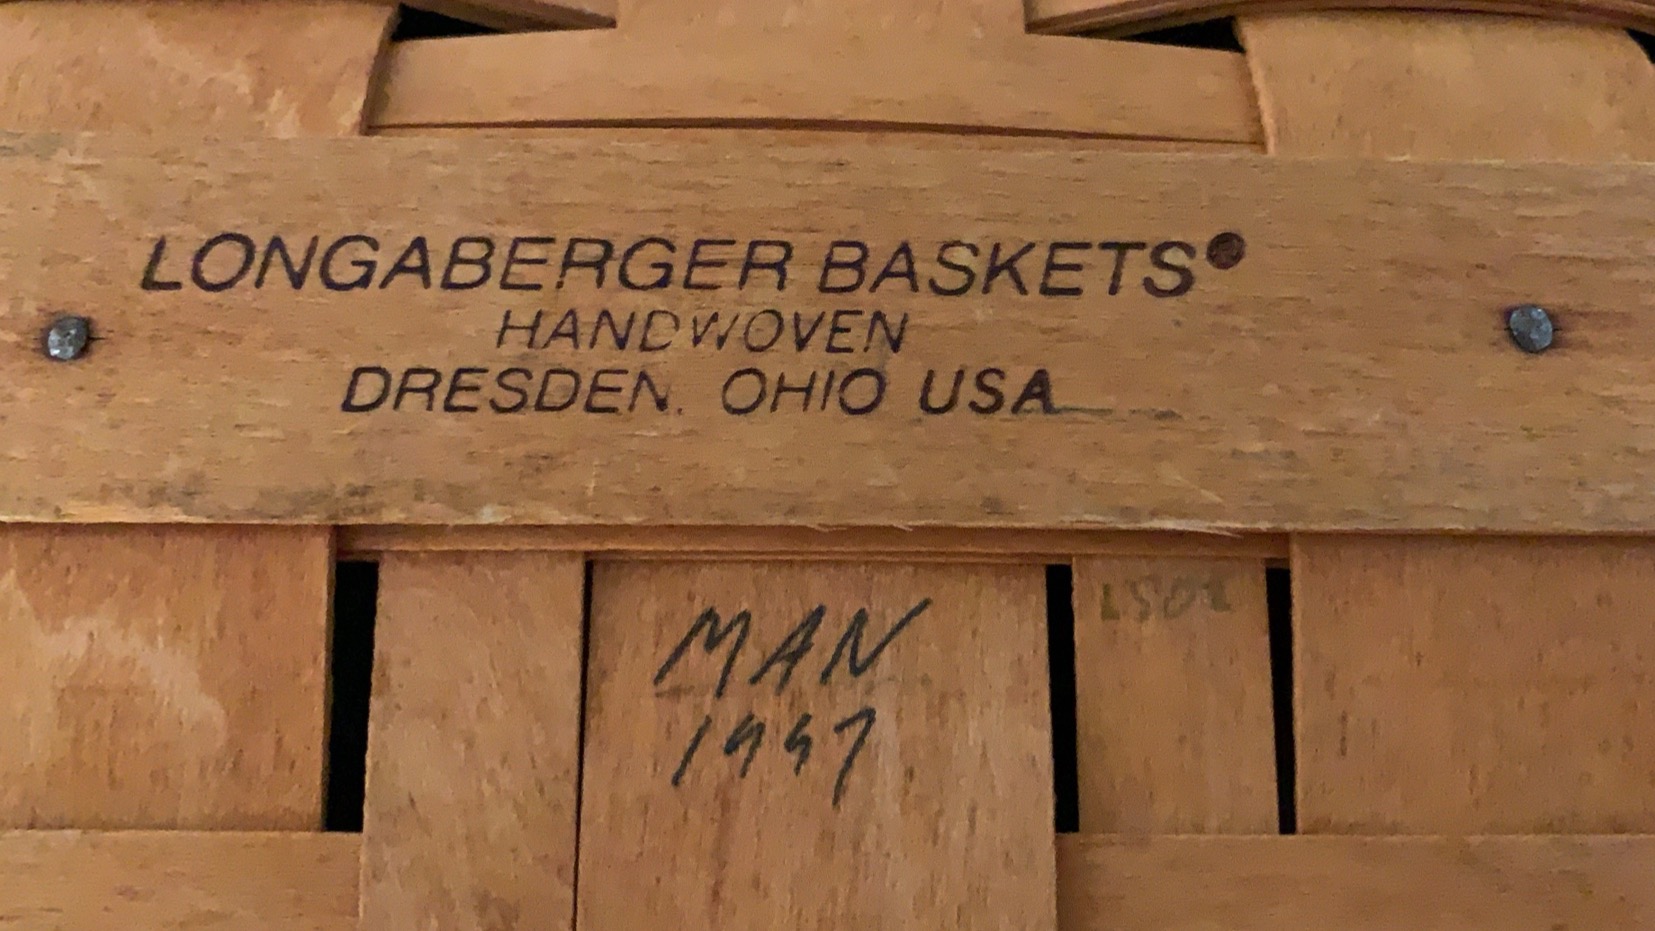 LONGABERGER BASKETS®
HANDWOVEN
DRESDEN, OHIO USA
MAN
1997